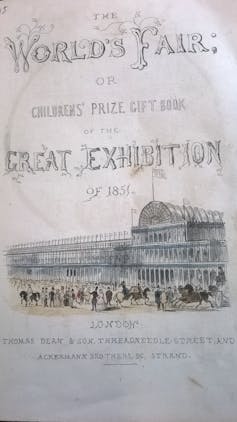 THE
WORLD'S FAIR;
OR
CHILDRENS' PRIZE GIFT BOOK
OF THE
GREAT EXHIBITION
OF 1851.
LONDON:
THOMAS DEAN & SON, THREADNEEDLE-STREET, AND
ACKERMANN BROTHERS, STRAND.